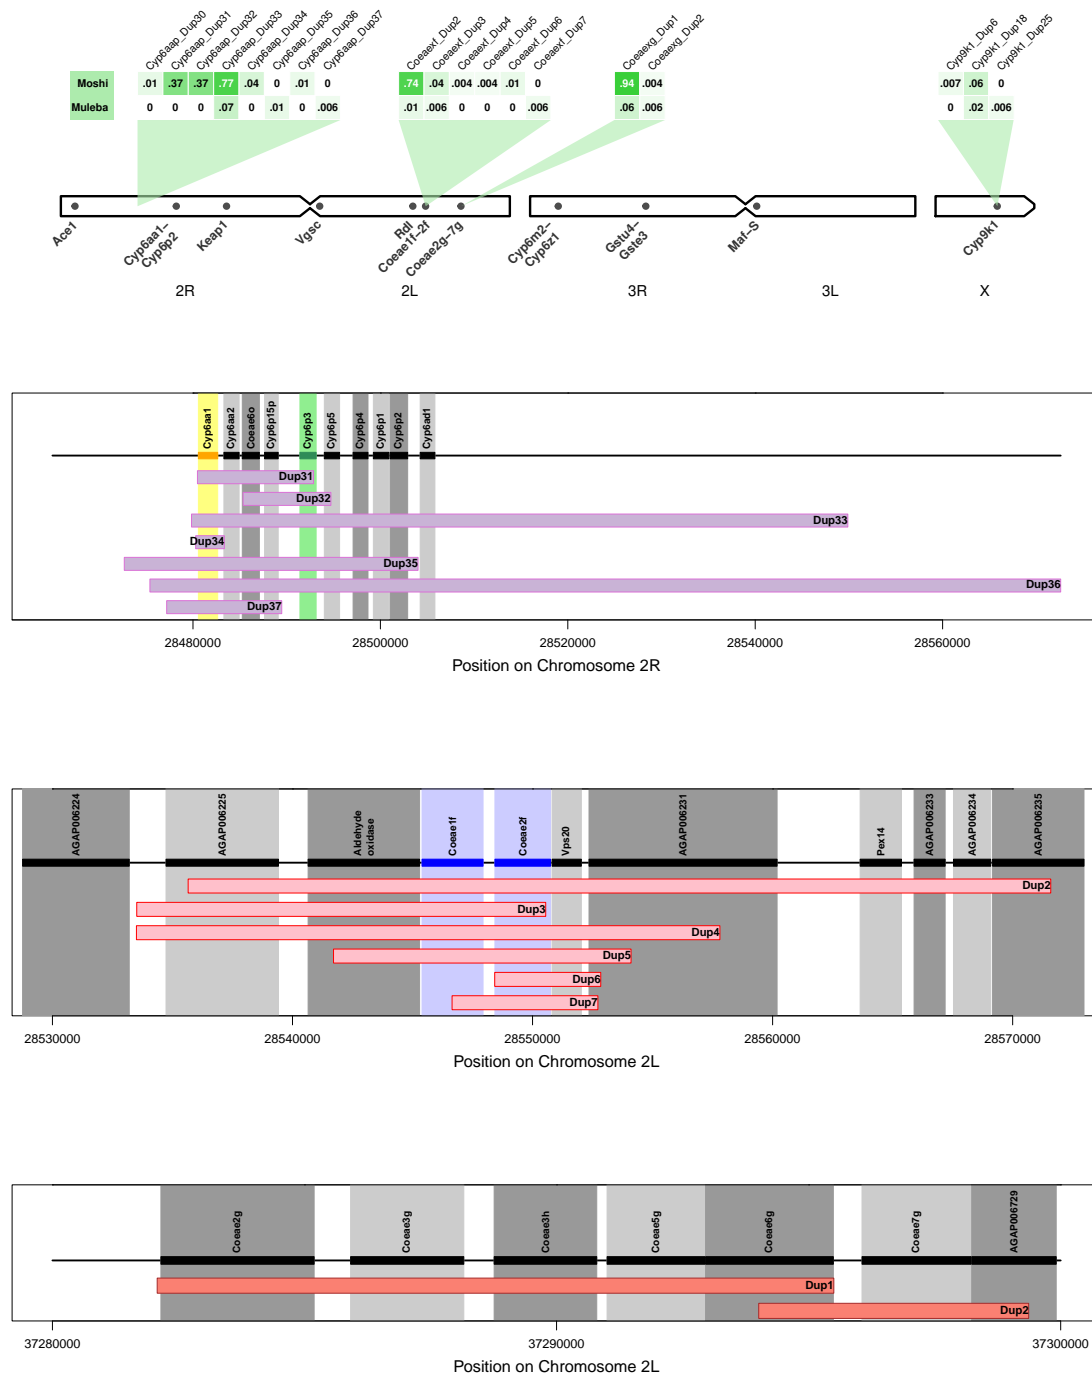 Cyp6aap_Dup30
Cyp6aap_Dup31
Cyp6aap_Dup32
Cyp6aap_Dup33
Cyp6aap_Dup34
Cyp6aap_Dup35
Cyp6aap_Dup36
Cyp6aap_Dup37
Coeaexf_Dup2
Coeaexf_Dup3
Coeaexf_Dup4
Coeaexf_Dup5
Coeaexf_Dup6
Coeaexf_Dup7
Coeaexg_Dup1
Coeaexg_Dup2
Cyp9k1_Dup6
Cyp9k1_Dup18
Cyp9k1_Dup25
Moshi .01 .37 .37 .77 .04 0 .01 0 .74 .04 .004 .004 .01 0 .94 .004 .007 .06 0
Muleba 0 0 0 .07 0 .01 0 .006 .01 .006 0 0 0 .006 .06 .006 0 .02 .006
Ace1
Cyp6aa1−
Cyp6p2
Keap1
Vgsc
Rdl
Coeae1f−2f
Coeae2g−7g
Cyp6m2−
Cyp6z1
Gstu4−
Gste3
Maf−S
Cyp9k1
2R 2L 3R 3L X
Cyp6aa1
Cyp6aa2
Coeae6o
Cyp6p15p
Cyp6p3
Cyp6p5
Cyp6p4
Cyp6p1
Cyp6p2
Cyp6ad1
Dup31
Dup32
Dup33
Dup34
Dup35
Dup36
Dup37
28480000 28500000 28520000 28540000 28560000
Position on Chromosome 2R
AGAP006224
AGAP006225
Aldehyde
oxidase
Coeae1f
Coeae2f
Vps20
AGAP006231
Pex14
AGAP006233
AGAP006234
AGAP006235
Dup2
Dup3
Dup4
Dup5
Dup6
Dup7
28530000 28540000 28550000 28560000 28570000
Position on Chromosome 2L
Coeae2g
Coeae3g
Coeae3h
Coeae5g
Coeae6g
Coeae7g
AGAP006729
Dup1
Dup2
37280000 37290000 37300000
Position on Chromosome 2L